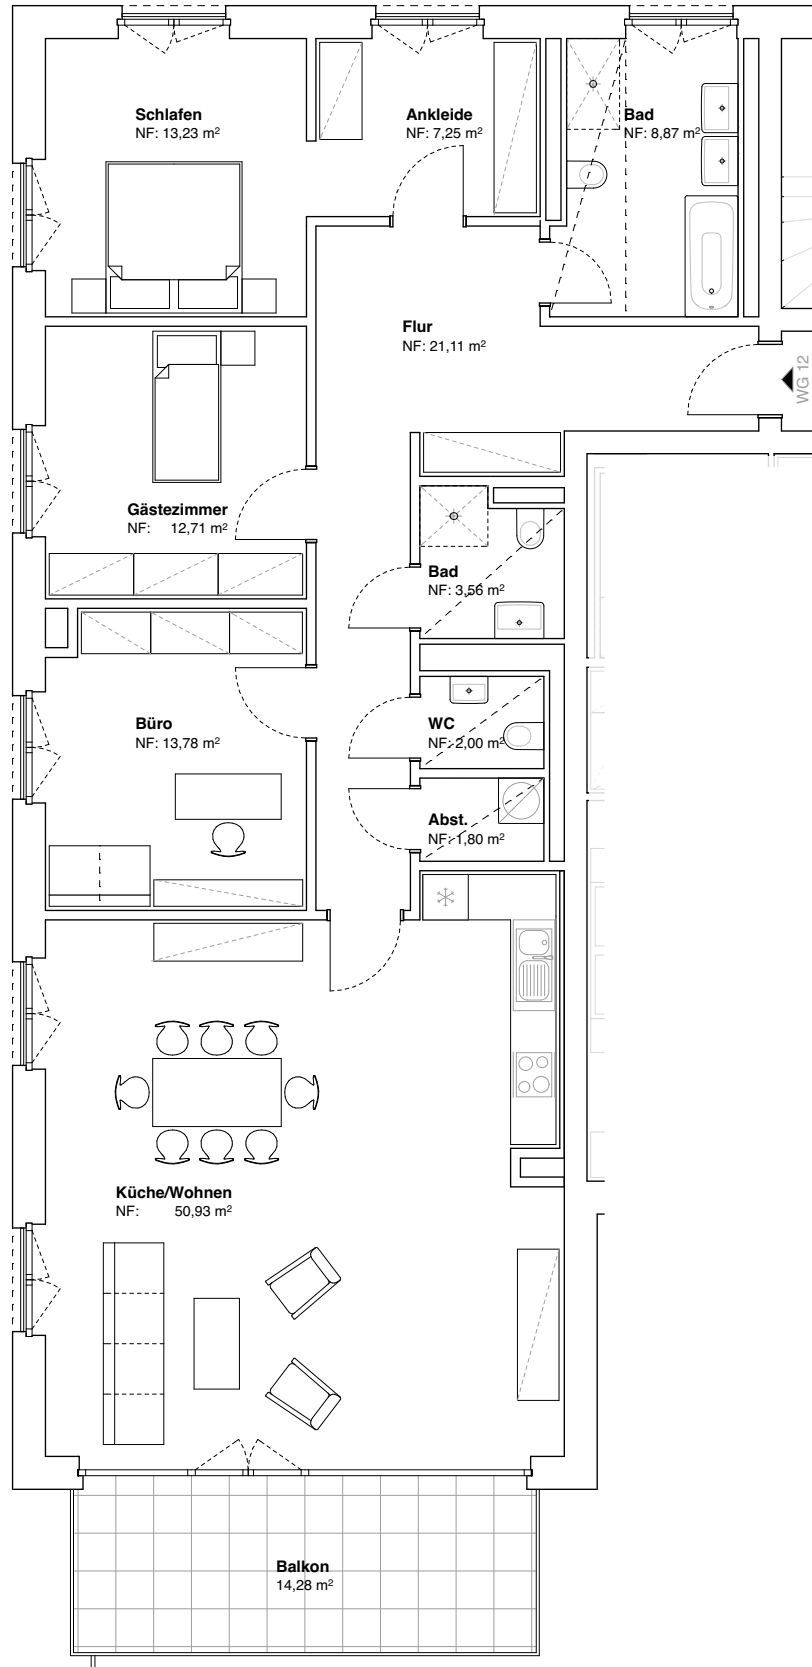 Schlafen
NF: 13,23 m²
Ankleide
NF: 7,25 m²
Bad
NF: 8,87 m²
Flur
NF: 21,11 m²
WG 12
Gästezimmer
NF: 12,71 m²
Bad
NF: 3,56 m²
Büro
NF: 13,78 m²
WC
NF: 2,00 m²
Abst.
NF: 1,80 m²
Küche/Wohnen
NF: 50,93 m²
Balkon
14,28 m²